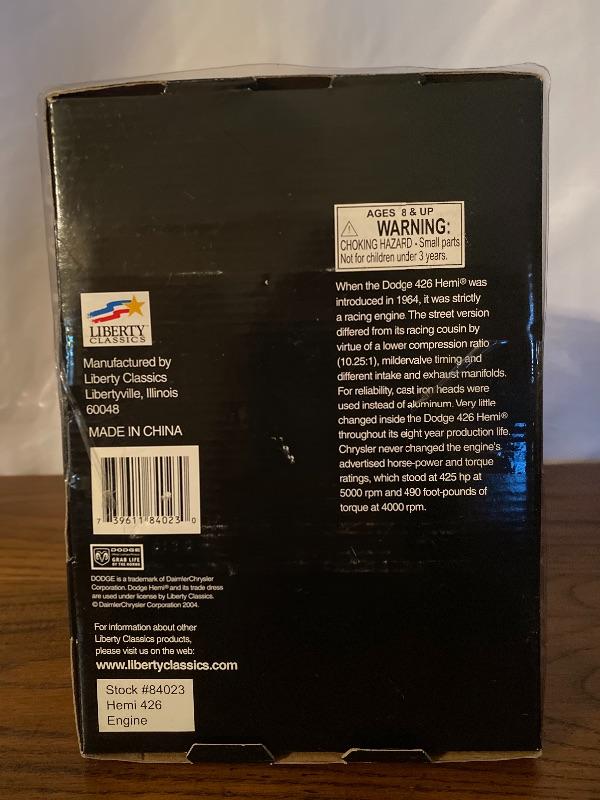 AGES 8 & UP
WARNING:
CHOKING HAZARD - Small parts
Not for children under 3 years.
When the Dodge 426 Hemi® was
introduced in 1964, it was strictly
a racing engine. The street version
differed from its racing cousin by
virtue of a lower compression ratio
(10.25:1), mildervalve timing and
different intake and exhaust manifolds.
For reliability, cast iron heads were
used instead of aluminum. Very little
changed inside the Dodge 426 Hemi®
throughout its eight year production life.
Chrysler never changed the engine's
advertised horse-power and torque
ratings, which stood at 425 hp at
5000 rpm and 490 foot-pounds of
torque at 4000 rpm.
LIBERTY
CLASSICS
Manufactured by
Liberty Classics
Libertyville, Illinois
60048
MADE IN CHINA
7 39611 84023 0
DODGE
GRAB LIFE
BY THE HORNS
DODGE is a trademark of DaimlerChrysler
Corporation. Dodge Hemi® and its trade dress
are used under license by Liberty Classics.
© DaimlerChrysler Corporation 2004.
For information about other
Liberty Classics products,
please visit us on the web:
www.libertyclassics.com
Stock #84023
Hemi 426
Engine